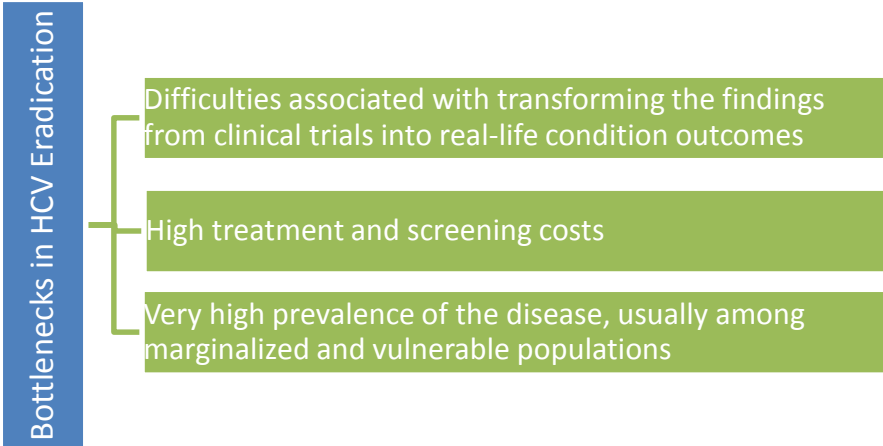 Bottlenecks in HCV Eradication
Difficulties associated with transforming the findings
from clinical trials into real-life condition outcomes
High treatment and screening costs
Very high prevalence of the disease, usually among
marginalized and vulnerable populations